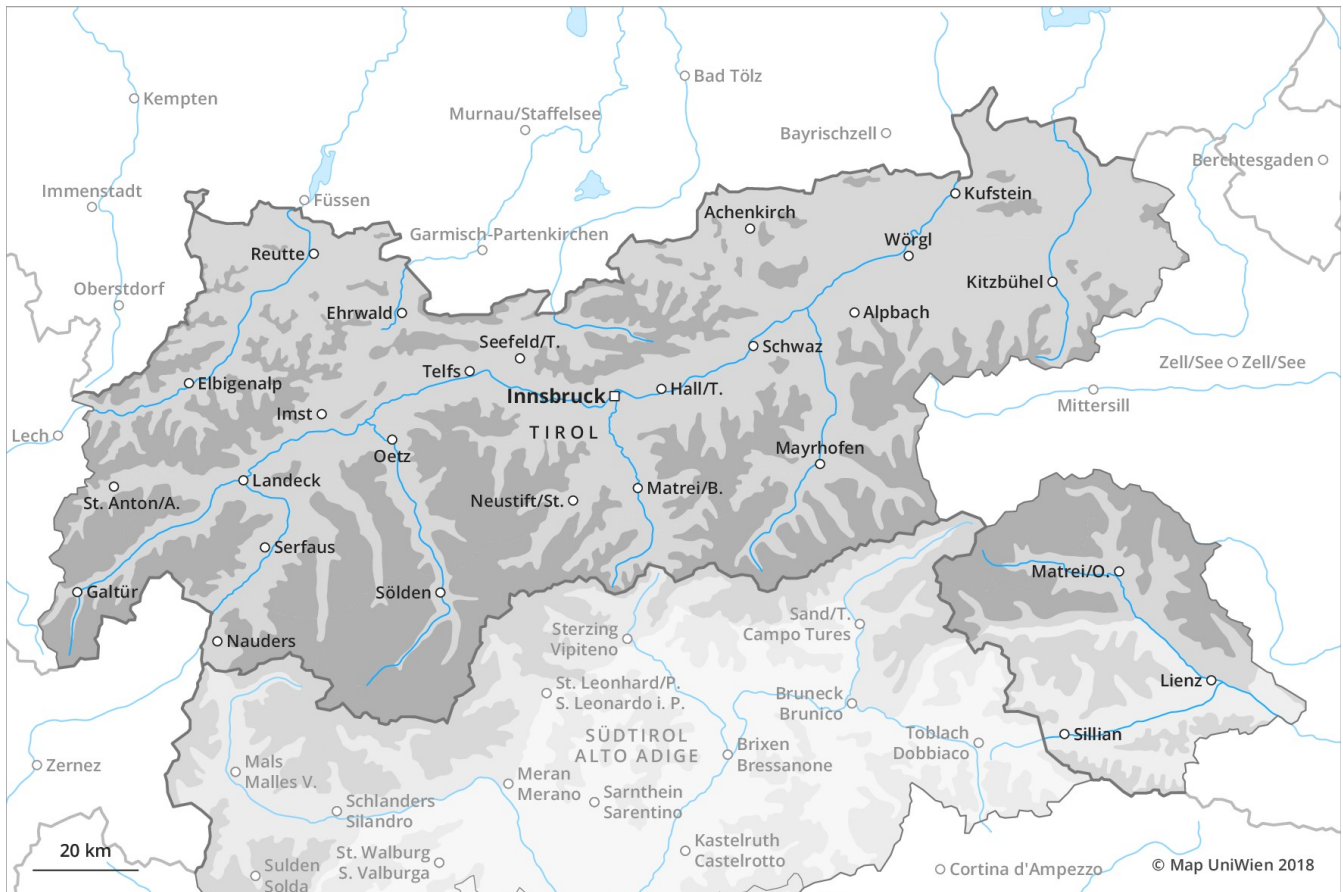 Bad Tölz
Kempten
Murnau/Staffelsee
Bayrischzell
Berchtesgaden
Immenstadt
Füssen
Kufstein
Achenkirch
Garmisch-Partenkirchen
Wörgl
Reutte
Kitzbühel
Oberstdorf
Ehrwald
Alpbach
Seefeld/T.
Schwaz
Zell/See
Zell/See
Telfs
Elbigenalp
Innsbruck
Hall/T.
Mittersill
Imst
TIROL
Lech
Oetz
Mayrhofen
Landeck
Matrei/B.
St. Anton/A.
Neustift/St.
Serfaus
Matrei/O.
Galtür
Sölden
Sand/T.
Campo Tures
Sterzing
Vipiteno
Nauders
Lienz
St. Leonhard/P.
S. Leonardo i. P.
Bruneck
Brunico
SÜDTIROL
ALTO ADIGE
Toblach
Dobbiaco
Sillian
Brixen
Bressanone
Zernez
Mals
Malles V.
Meran
Merano
Sarnthein
Sarentino
Schlanders
Silandro
Kastelruth
Castelrotto
20 km
St. Walburg
S. Valburga
Sulden
Solda
Cortina d'Ampezzo
© Map UniWien 2018